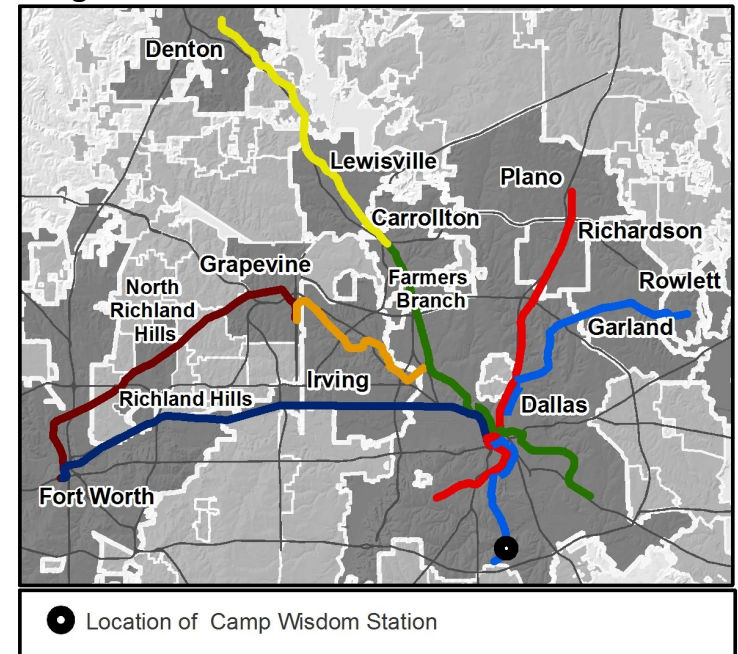 Denton
Lewisville
Plano
Carrollton
Richardson
Grapevine
Farmers
Branch
Rowlett
North
Richland
Hills
Garland
Irving
Richland Hills
Dallas
Fort Worth
Location of Camp Wisdom Station